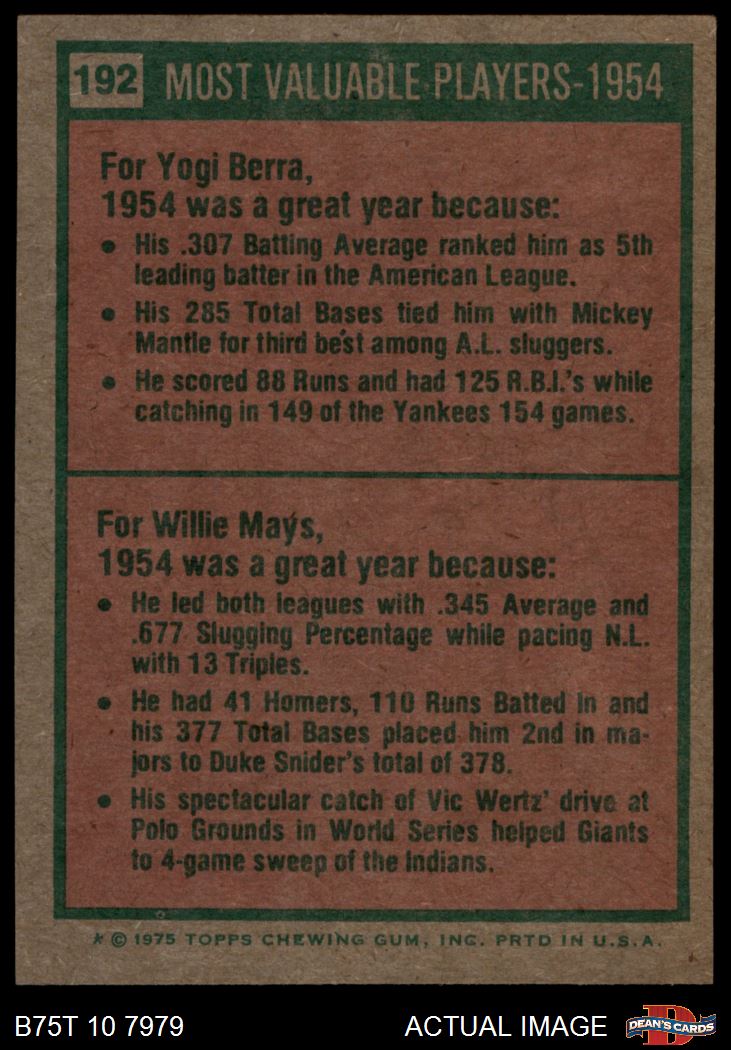 192 MOST VALUABLE PLAYERS-1954
For Yogi Berra,
1954 was a great year because:
• His .307 Batting Average ranked him as 5th
leading batter in the American League.
• His 285 Total Bases tied him with Mickey
Mantle for third best among A.L. sluggers.
• He scored 88 Runs and had 125 R.B.I.'s while
catching in 149 of the Yankees 154 games.
For Willie Mays,
1954 was a great year because:
• He led both leagues with .345 Average and
.677 Slugging Percentage while pacing N.L.
with 13 Triples.
• He had 41 Homers, 110 Runs Batted In and
his 377 Total Bases placed him 2nd in ma-
jors to Duke Snider's total of 378.
• His spectacular catch of Vic Wertz' drive at
Polo Grounds in World Series helped Giants
to 4-game sweep of the Indians.
* © 1975 TOPPS CHEWING GUM, INC. PRTD IN U.S.A.
B75T 10 7979 ACTUAL IMAGE D DEAN'S CARDS